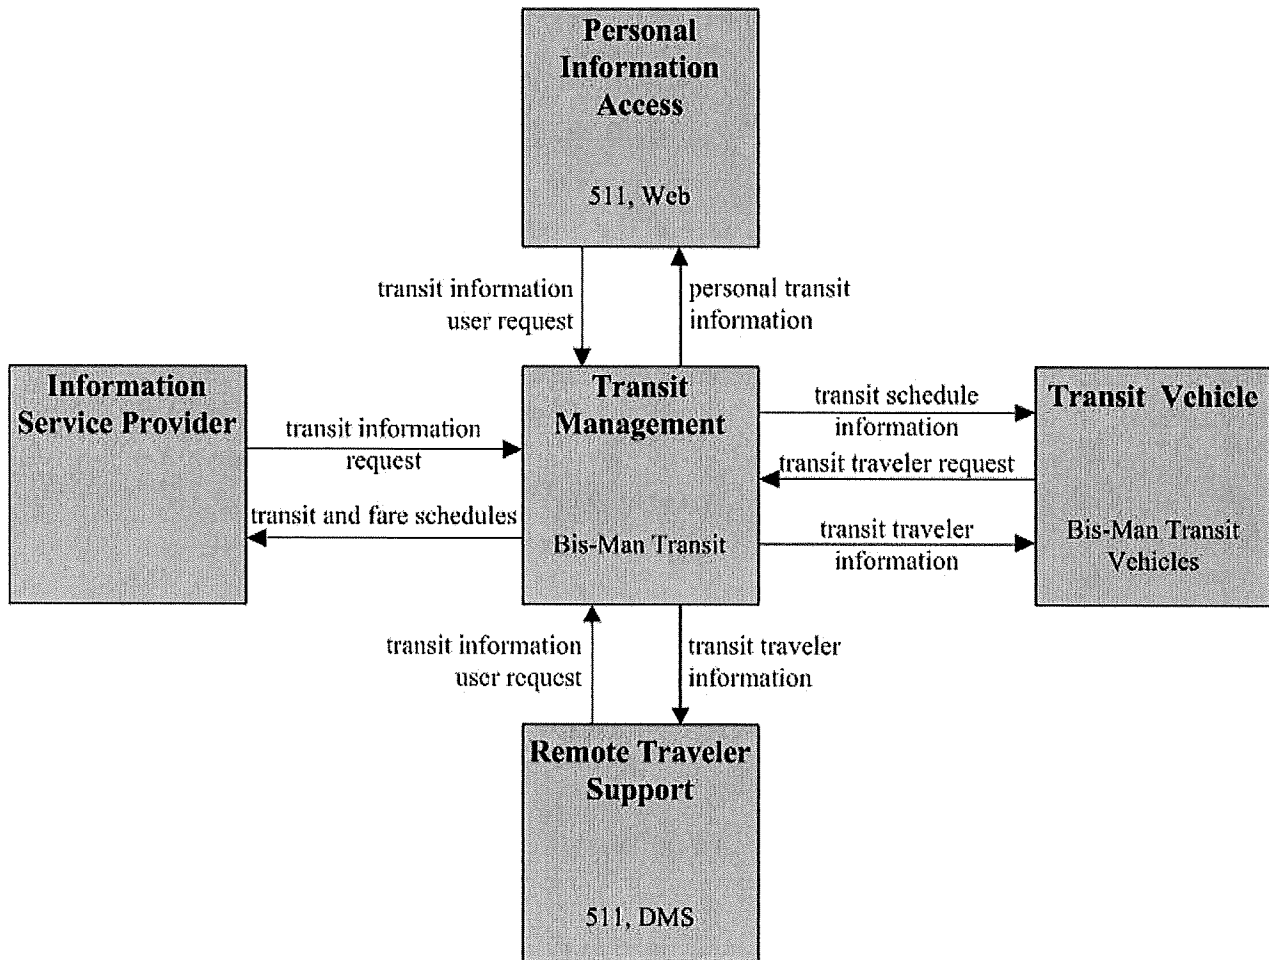 Personal
Information
Access
511, Web
transit information
user request
personal transit
information
Information
Service Provider
transit information
request
transit and fare schedules
Transit
Management
Bis-Man Transit
transit schedule
information
transit traveler request
transit traveler
information
Transit Vehicle
Bis-Man Transit
Vehicles
transit information
user request
transit traveler
information
Remote Traveler
Support
511, DMS